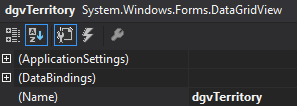 dgvTerritory System.Windows.Forms.DataGridView
(ApplicationSettings)
(DataBindings)
(Name) dgvTerritory